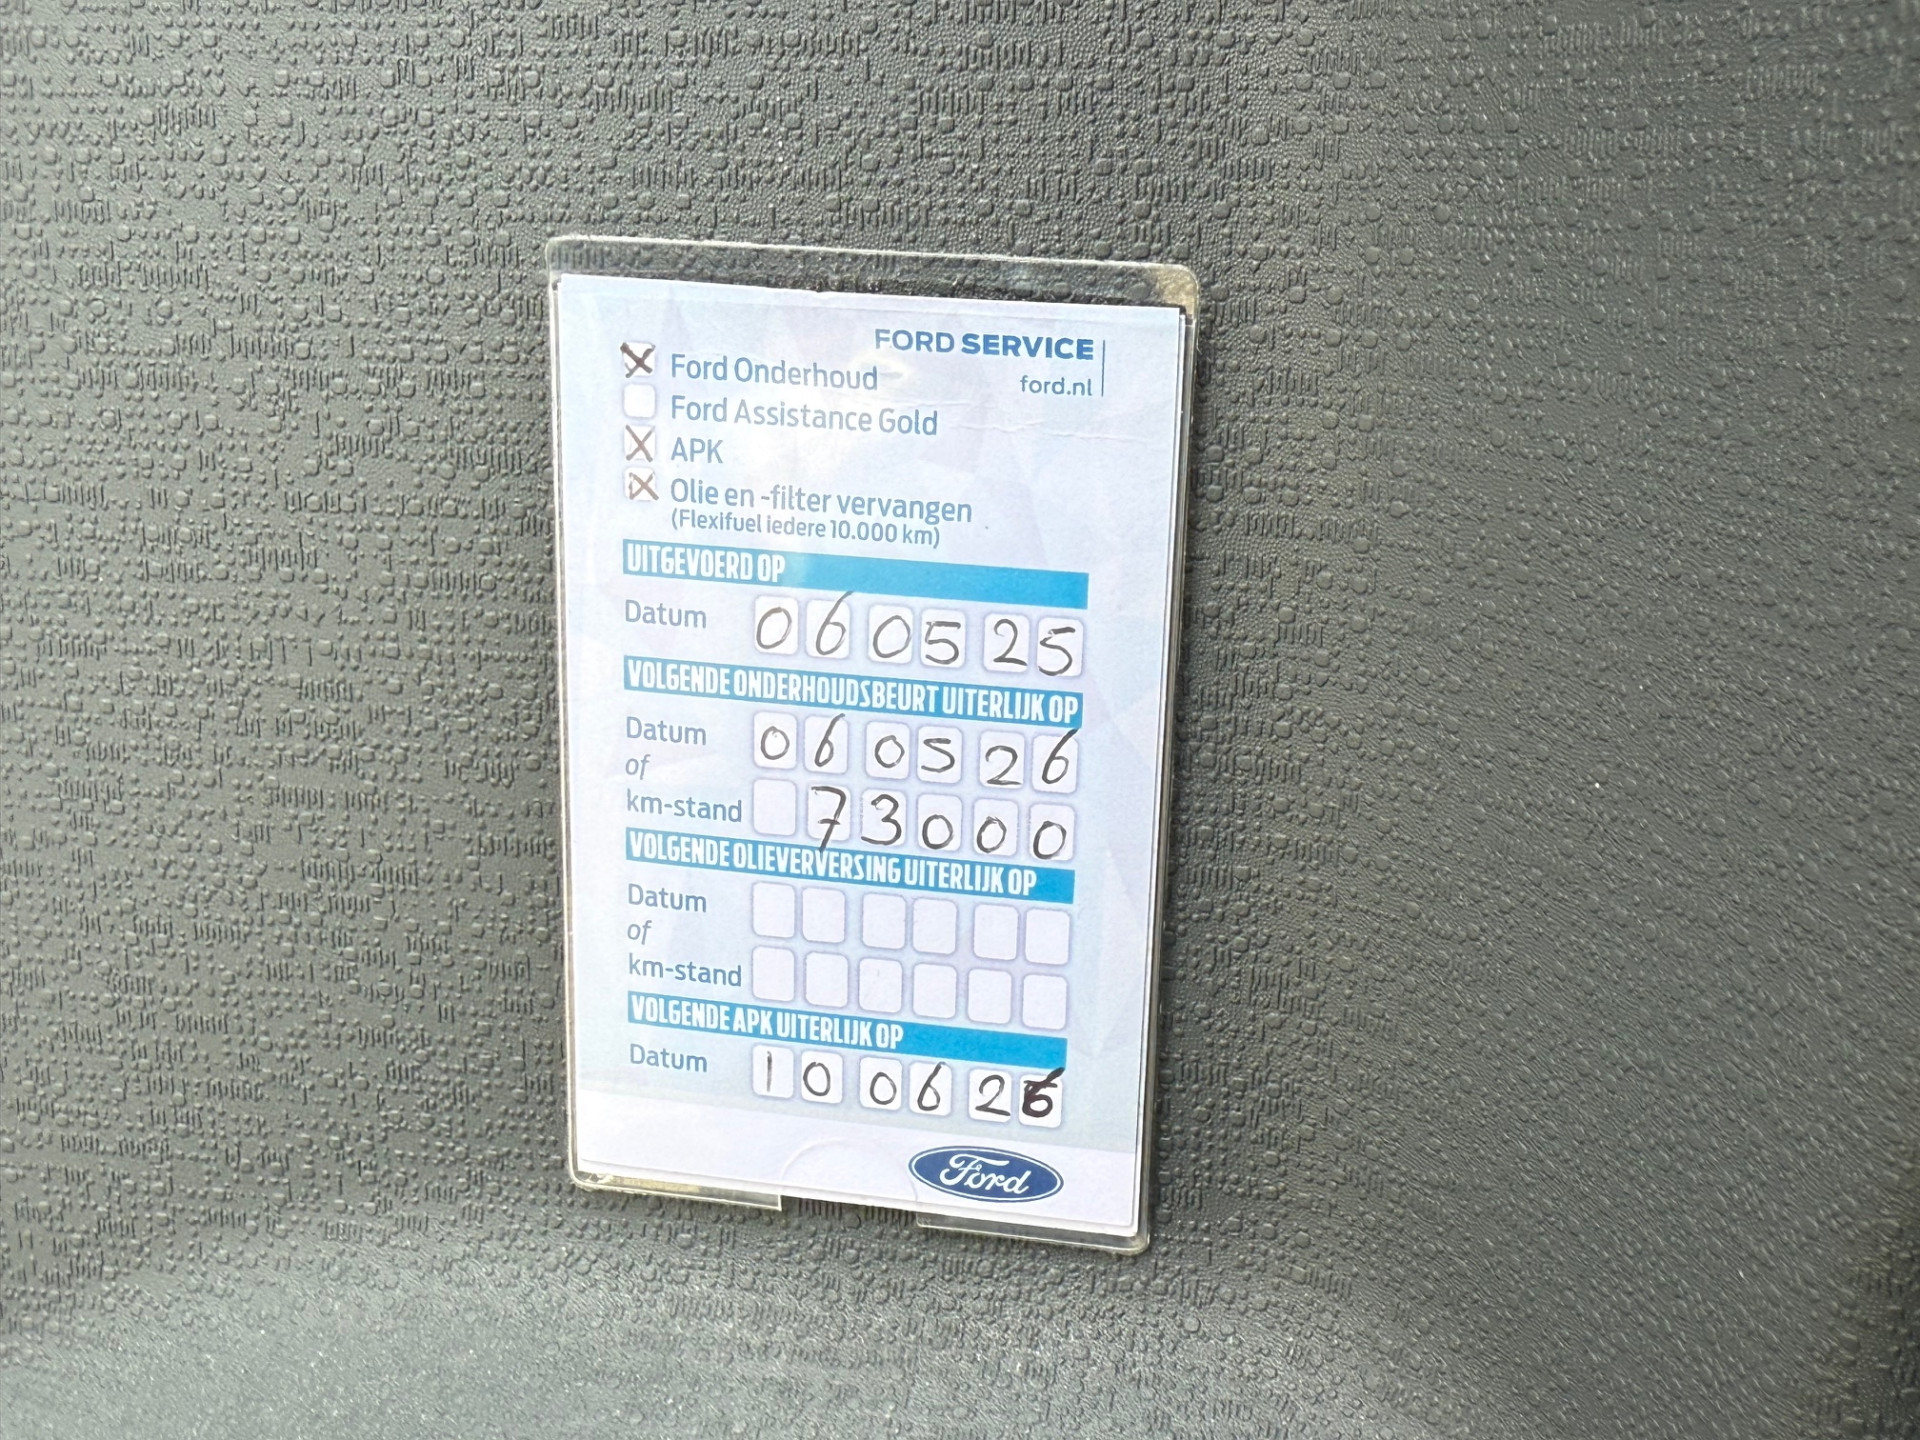 FORD SERVICE
ford.nl
Ford Onderhoud
Ford Assistance Gold
APK
Olie en -filter vervangen
(Flexifuel iedere 10.000 km)
UITGEVOERD OP
Datum 060525
VOLGENDE ONDERHOUDSBEURT UITERLIJK OP
Datum 060526
of
km-stand 73000
VOLGENDE OLIEVERVERSING UITERLIJK OP
Datum
of
km-stand
VOLGENDE APK UITERLIJK OP
Datum 100626
Ford